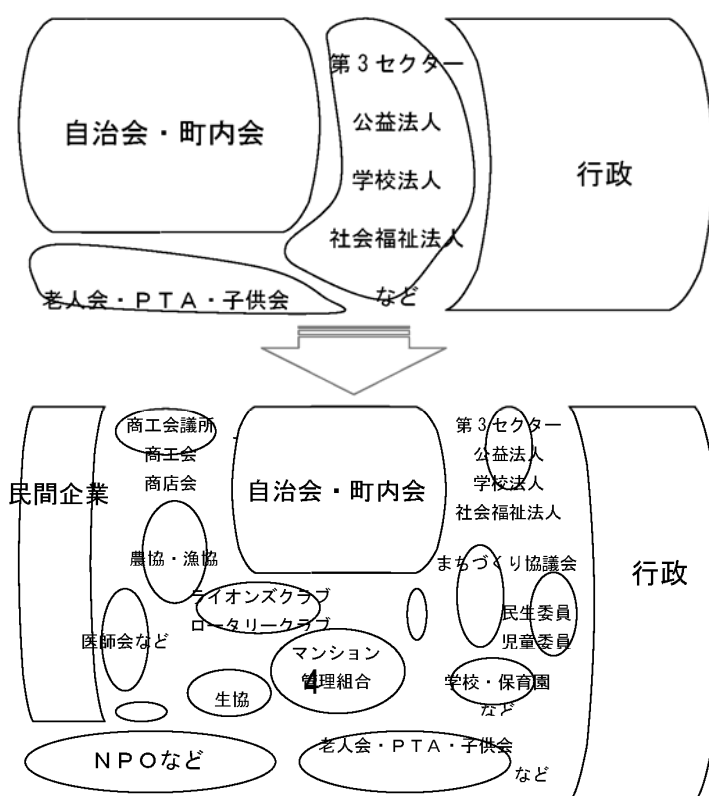 第３セクター
公益法人
自治会・町内会
学校法人
行政
社会福祉法人
など
老人会・ＰＴＡ・子供会
商工会議所
商工会
商店会
第３セクター
公益法人
学校法人
社会福祉法人
民間企業
自治会・町内会
農協・漁協
まちづくり協議会
行政
ライオンズクラブ
ロータリークラブ
民生委員
児童委員
医師会など
マンション
管理組合
4
学校・保育園
など
生協
ＮＰＯなど
老人会・ＰＴＡ・子供会
など